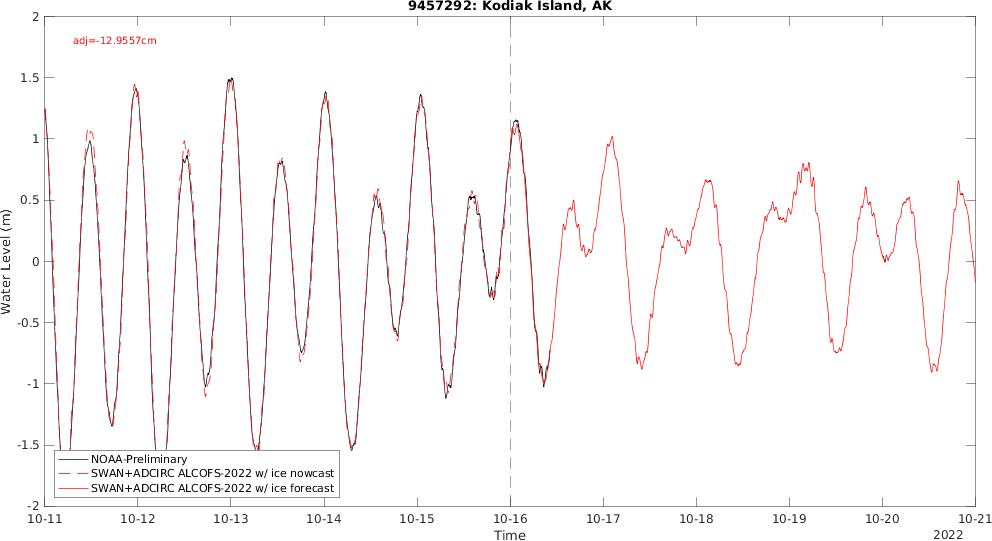 9457292: Kodiak Island, AK
adj=-12.9557cm
Water Level (m)
2
1.5
1
0.5
0
-0.5
-1
-1.5
-2
NOAA-Preliminary
SWAN+ADCIRC ALCOFS-2022 w/ ice nowcast
SWAN+ADCIRC ALCOFS-2022 w/ ice forecast
10-11 10-12 10-13 10-14 10-15 10-16 10-17 10-18 10-19 10-20 10-21
Time
2022